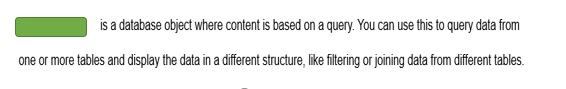 is a database object where content is based on a query. You can use this to query data from
one or more tables and display the data in a different structure, like filtering or joining data from different tables.